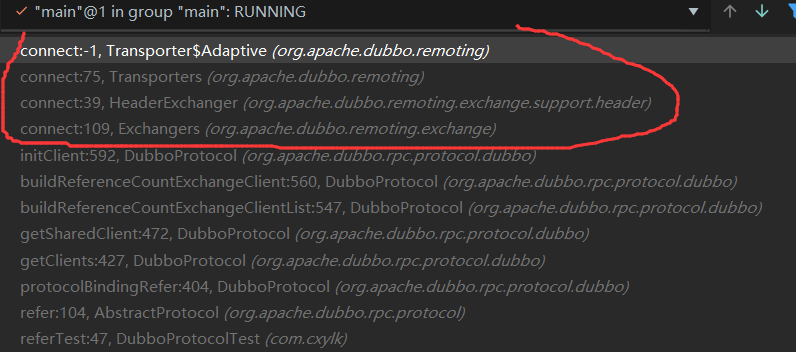 "main"@1 in group "main": RUNNING
connect:-1, Transporter$Adaptive (org.apache.dubbo.remoting)
connect:75, Transporters (org.apache.dubbo.remoting)
connect:39, HeaderExchanger (org.apache.dubbo.remoting.exchange.support.header)
connect:109, Exchangers (org.apache.dubbo.remoting.exchange)
initClient:592, DubboProtocol (org.apache.dubbo.rpc.protocol.dubbo)
buildReferenceCountExchangeClient:560, DubboProtocol (org.apache.dubbo.rpc.protocol.dubbo)
buildReferenceCountExchangeClientList:547, DubboProtocol (org.apache.dubbo.rpc.protocol.dubbo)
getSharedClient:472, DubboProtocol (org.apache.dubbo.rpc.protocol.dubbo)
getClients:427, DubboProtocol (org.apache.dubbo.rpc.protocol.dubbo)
protocolBindingRefer:404, DubboProtocol (org.apache.dubbo.rpc.protocol.dubbo)
refer:104, AbstractProtocol (org.apache.dubbo.rpc.protocol)
referTest:47, DubboProtocolTest (com.cxylk)